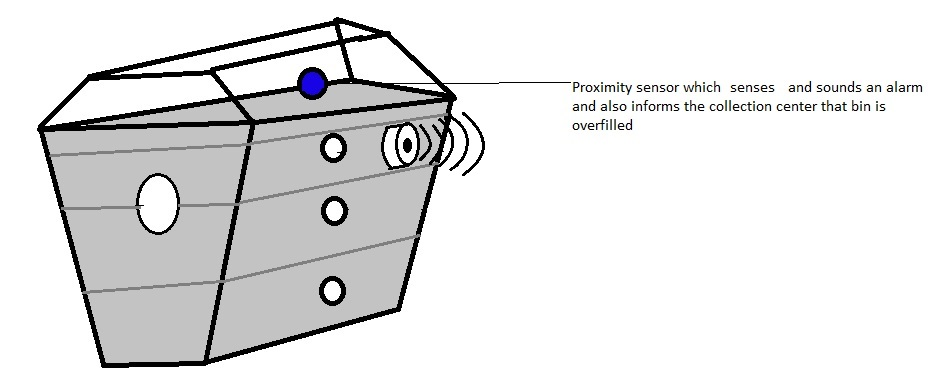 Proximity sensor which senses and sounds an alarm
and also informs the collection center that bin is
overfilled